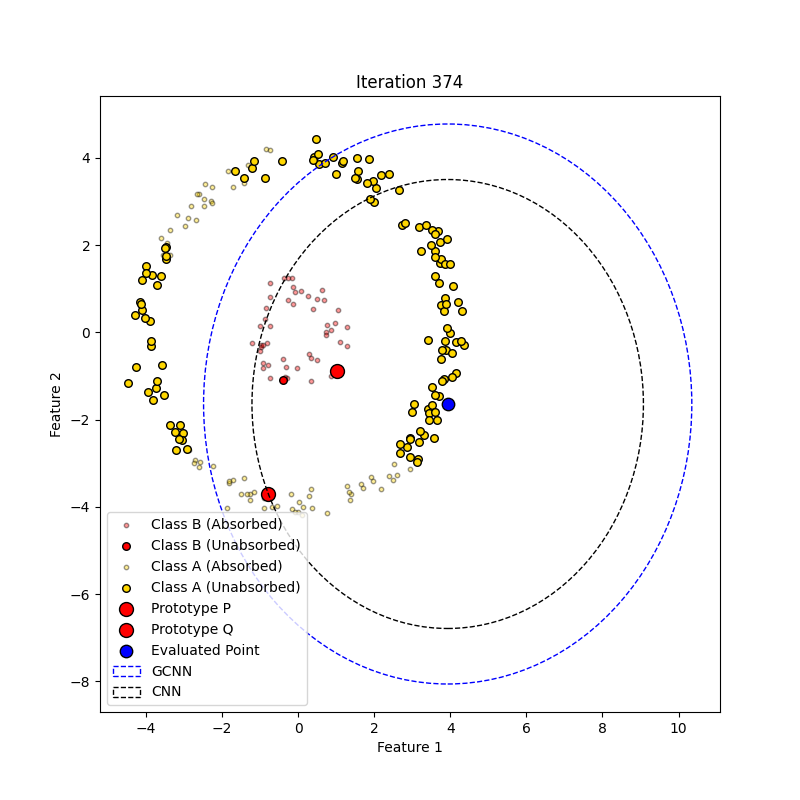 Iteration 374
4
2
0
−2
−4
−6
−8
Feature 2
Class B (Absorbed)
Class B (Unabsorbed)
Class A (Absorbed)
Class A (Unabsorbed)
Prototype P
Prototype Q
Evaluated Point
GCNN
CNN
−4 −2 0 2 4 6 8 10
Feature 1